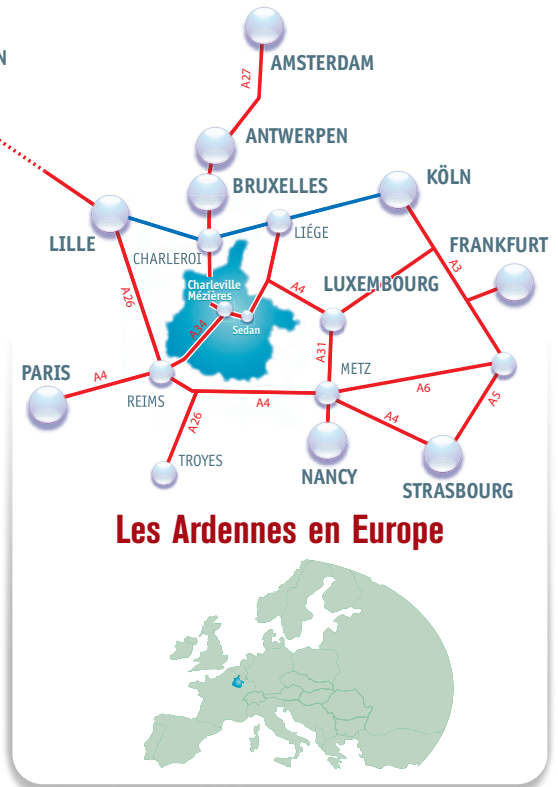 N
AMSTERDAM
A27
ANTWERPEN
BRUXELLES
KÖLN
LILLE
LIÉGE
CHARLEROI
FRANKFURT
A3
Charleville
Mézières
A4
LUXEMBOURG
A26
A34
Sedan
A31
METZ
PARIS
A4
A6
REIMS
A26
A4
A4
A5
TROYES
NANCY
STRASBOURG
Les Ardennes en Europe